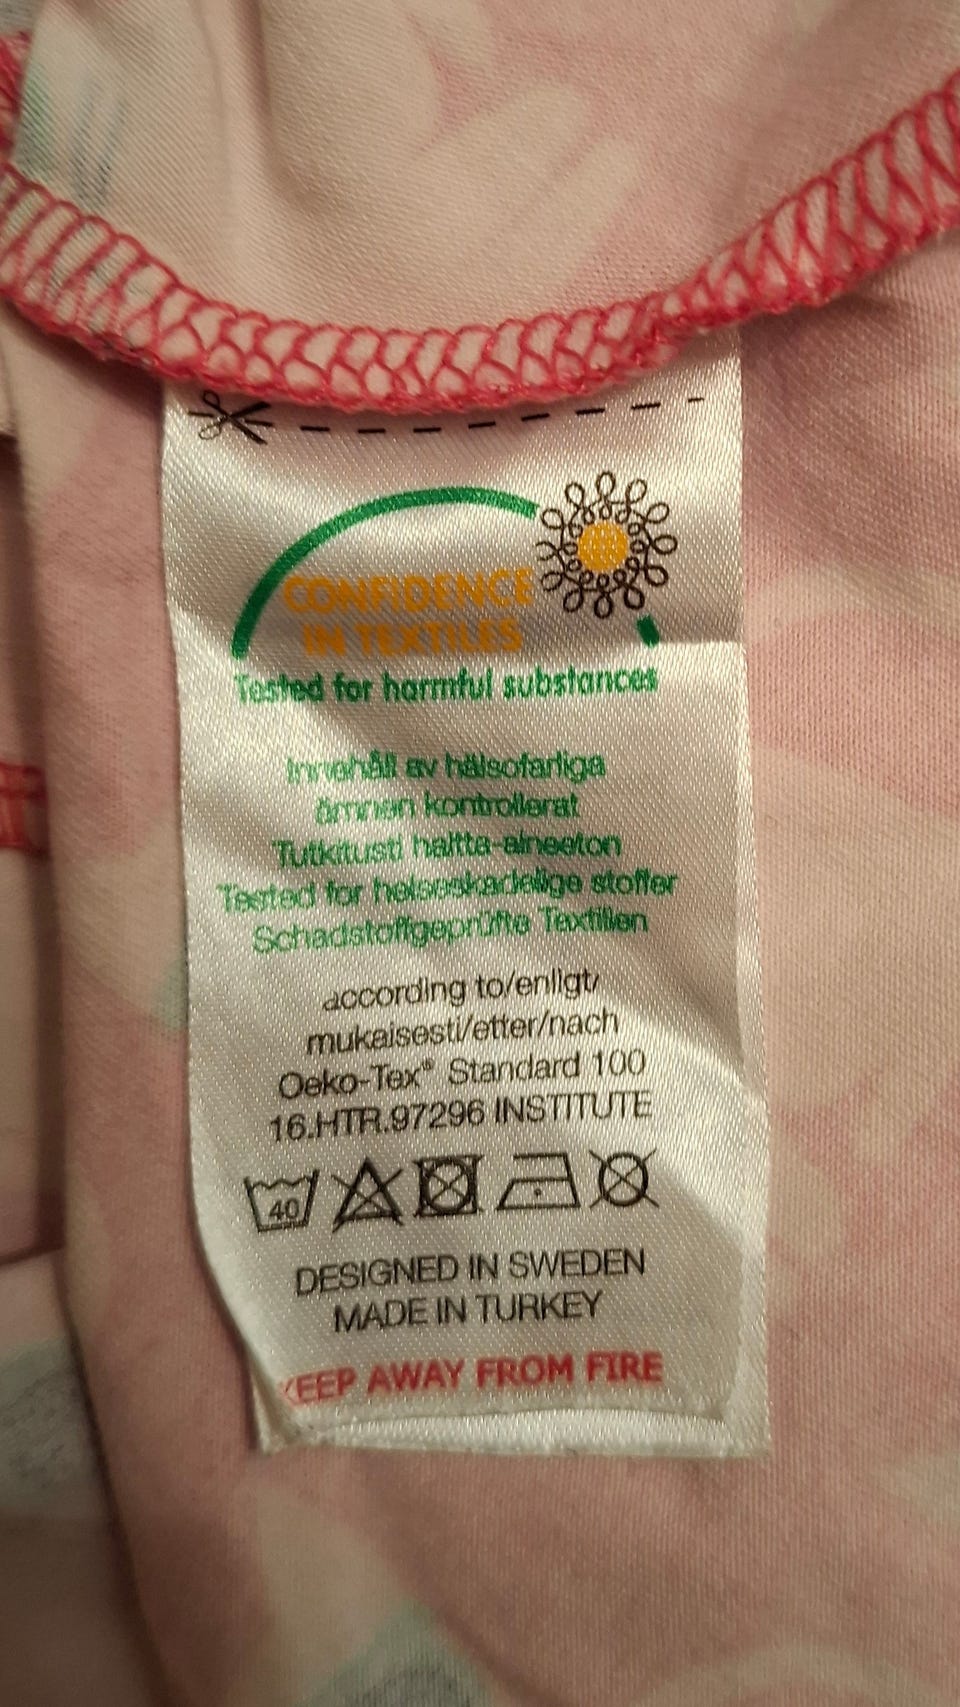 CONFIDENCE
IN TEXTILES
Tested for harmful substances
Innehåll av hälsofarliga
ämnen kontrollerat
Tutkitusti haitta-aineeton
Tested for helseskadelige stoffer
Schadstoffgeprüfte Textilien
according to/enligt/
mukaisesti/etter/nach
Oeko-Tex® Standard 100
16.HTR.97296 INSTITUTE
40
DESIGNED IN SWEDEN
MADE IN TURKEY
KEEP AWAY FROM FIRE